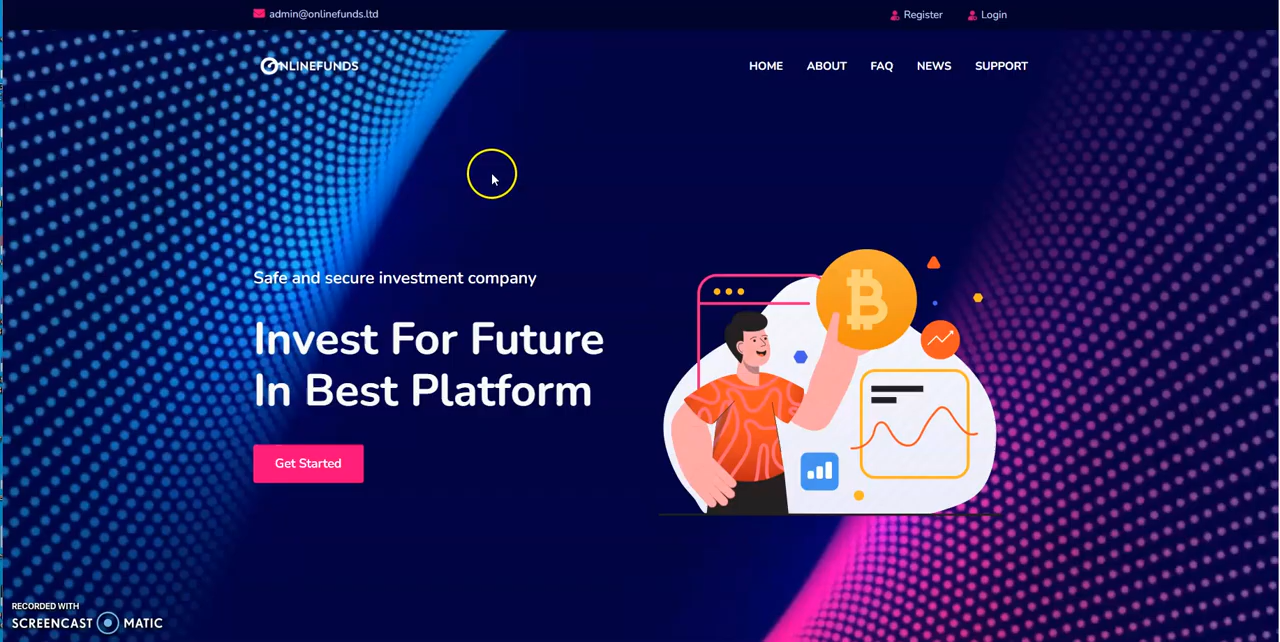 admin@onlinefunds.ltd
Register
Login
ONLINEFUNDS
HOME
ABOUT
FAQ
NEWS
SUPPORT
Safe and secure investment company
Invest For Future
In Best Platform
Get Started
RECORDED WITH
SCREENCAST MATIC